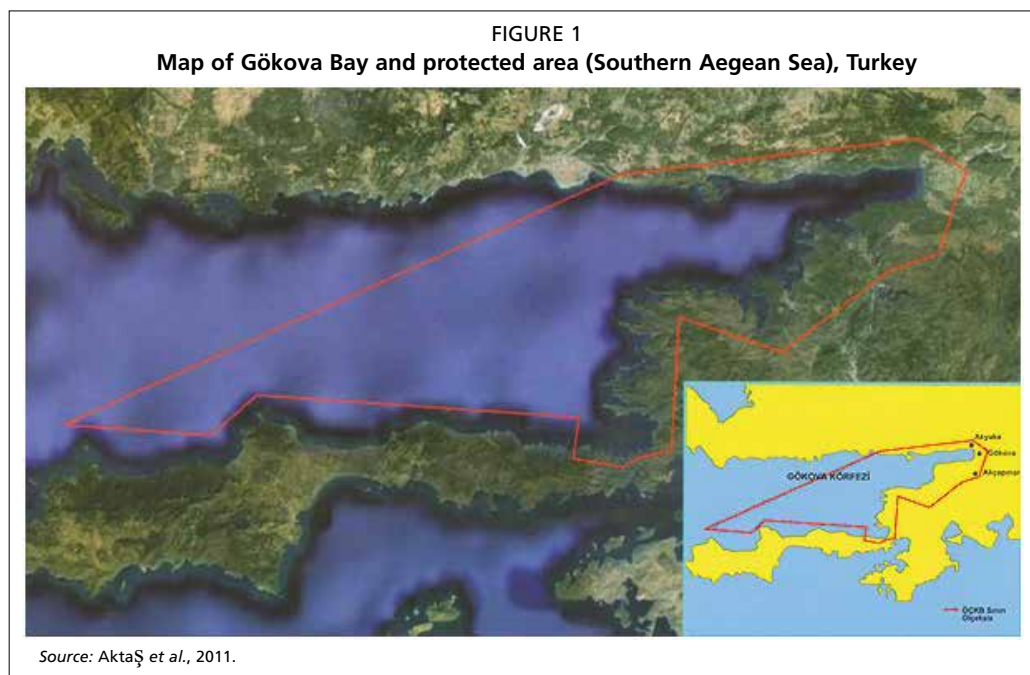 FIGURE 1
Map of Gökova Bay and protected area (Southern Aegean Sea), Turkey
Akyaka
Gökova
Akçapınar
GÖKOVA KÖRFEZİ
ÖÇKB Sınırı
Source: AktaŞ et al., 2011.